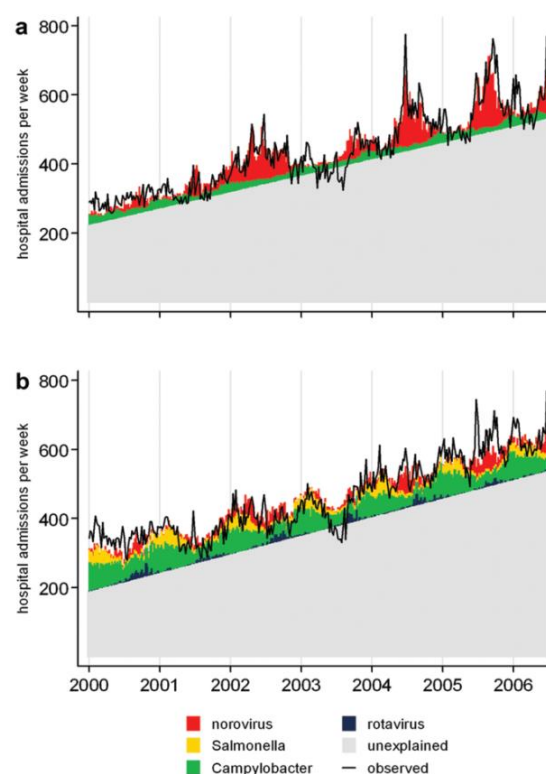 a
hospital admissions per week
800
600
400
200
b
hospital admissions per week
800
600
400
200
2000 2001 2002 2003 2004 2005 2006
norovirus rotavirus
Salmonella unexplained
Campylobacter observed